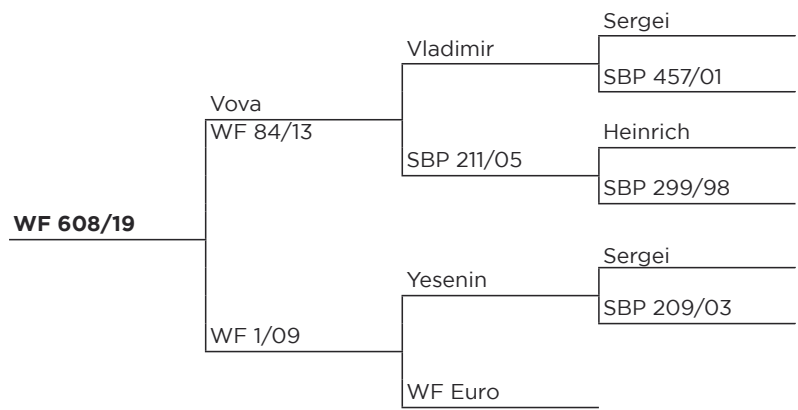 Sergei
Vladimir
SBP 457/01
Vova
WF 84/13
Heinrich
SBP 211/05
SBP 299/98
WF 608/19
Sergei
Yesenin
SBP 209/03
WF 1/09
WF Euro